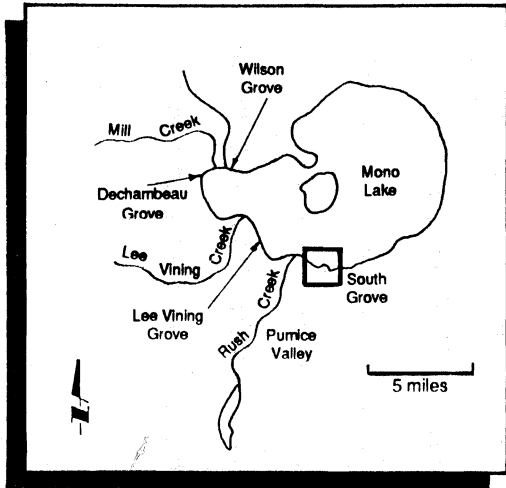 Wilson
Grove
Mill Creek
Mono
Lake
Dechambeau
Grove
Lee Vining Creek
South
Grove
Lee Vining
Grove
Rush Creek
Pumice
Valley
5 miles